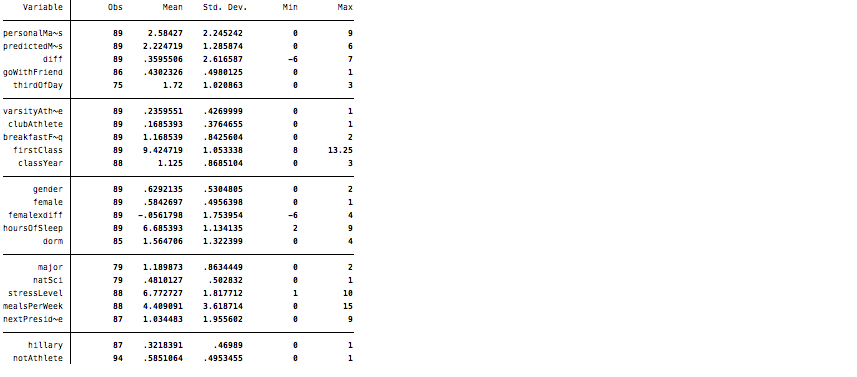 Variable Obs Mean Std. Dev. Min Max
personalMa~s 89 2.58427 2.245242 0 9
predictedM~s 89 2.224719 1.285874 0 6
diff 89 .3595506 2.616587 -6 7
goWithFriend 86 .4302326 .4980125 0 1
thirdOfDay 75 1.72 1.020863 0 3
varsityAth~e 89 .2359551 .4269999 0 1
clubAthlete 89 .1685393 .3764655 0 1
breakfastF~q 89 1.168539 .8425604 0 2
firstClass 89 9.424719 1.053338 8 13.25
classYear 88 1.125 .8685104 0 3
gender 89 .6292135 .5304805 0 2
female 89 .5842697 .4956398 0 1
femalexdiff 89 -.0561798 1.753954 -6 4
hoursOfSleep 89 6.685393 1.134135 2 9
dorm 85 1.564706 1.322399 0 4
major 79 1.189873 .8634449 0 2
natSci 79 .4810127 .502832 0 1
stressLevel 88 6.772727 1.817712 1 10
mealsPerWeek 88 4.409091 3.618714 0 15
nextPresid~e 87 1.034483 1.955602 0 9
hillary 87 .3218391 .46989 0 1
notAthlete 94 .5851064 .4953455 0 1